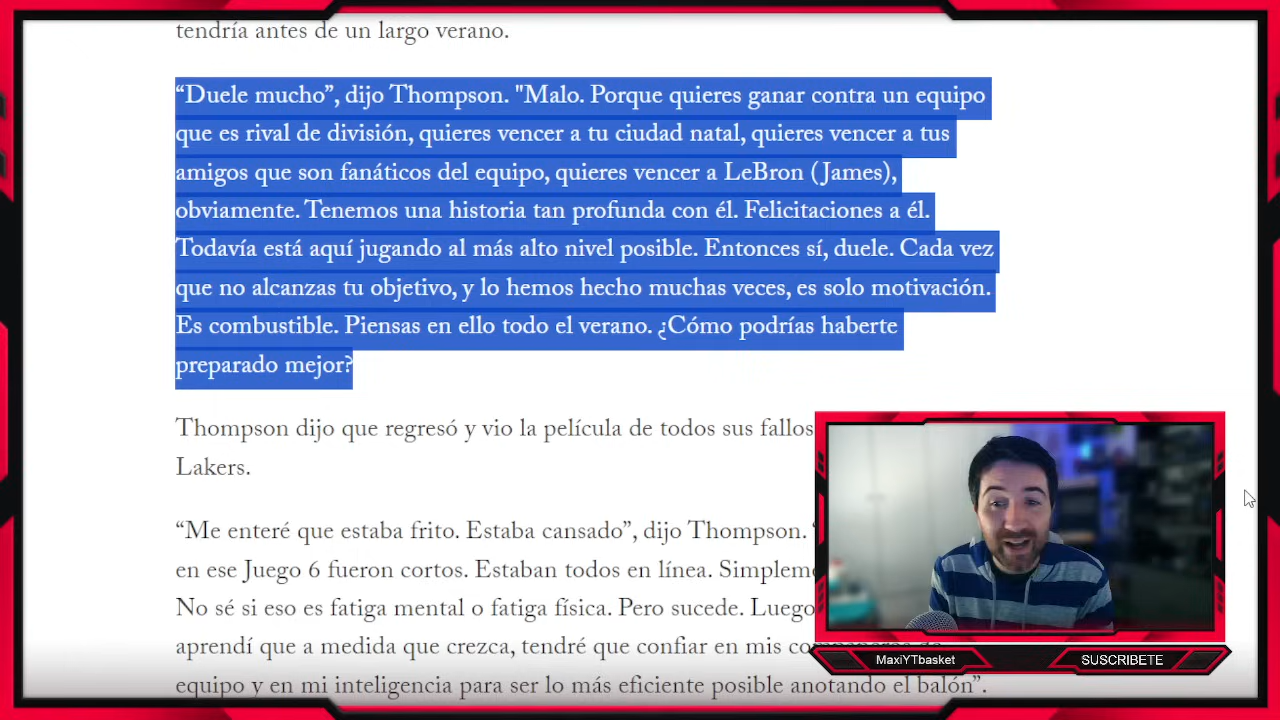 tendría antes de un largo verano.
“Duele mucho”, dijo Thompson. "Malo. Porque quieres ganar contra un equipo
que es rival de división, quieres vencer a tu ciudad natal, quieres vencer a tus
amigos que son fanáticos del equipo, quieres vencer a LeBron (James),
obviamente. Tenemos una historia tan profunda con él. Felicitaciones a él.
Todavía está aquí jugando al más alto nivel posible. Entonces sí, duele. Cada vez
que no alcanzas tu objetivo, y lo hemos hecho muchas veces, es solo motivación.
Es combustible. Piensas en ello todo el verano. ¿Cómo podrías haberte
preparado mejor?
Thompson dijo que regresó y vio la película de todos sus fallos
Lakers.
“Me enteré que estaba frito. Estaba cansado”, dijo Thompson.
en ese Juego 6 fueron cortos. Estaban todos en línea.
No sé si eso es fatiga mental o fatiga física. Pero sucede. Luego
aprendí que a medida que crezca, tendré que confiar en mis
equipo y en mi inteligencia para ser lo más eficiente posible anotando el balón”.
MaxiYTbasket
SUSCRIBETE